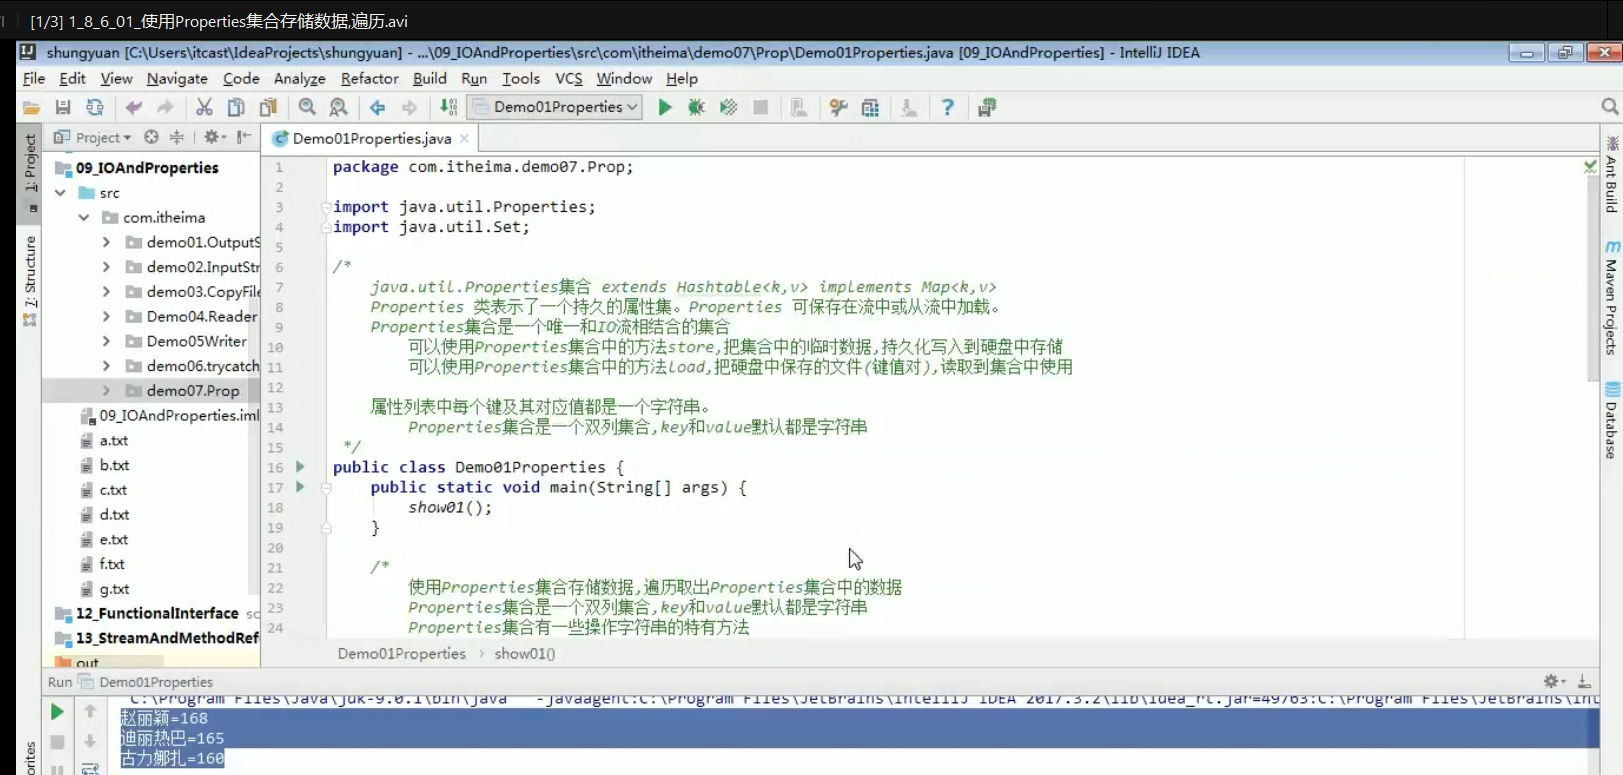 [1/3] 1_8_6_01_使用Properties集合存储数据,遍历.avi
shungyuan [C:\Users\itcast\IdeaProjects\shungyuan] - ...\09_IOAndProperties\src\com\itheima\demo07\Prop\Demo01Properties.java [09_IOAndProperties] - IntelliJ IDEA
File Edit View Navigate Code Analyze Refactor Build Run Tools VCS Window Help
Demo01Properties
Project
Demo01Properties.java
1: Project
7: Structure
09_IOAndProperties
src
com.itheima
demo01.OutputS
demo02.InputStr
demo03.CopyFile
Demo04.Reader
Demo05Writer
demo06.trycatch
demo07.Prop
09_IOAndProperties.iml
a.txt
b.txt
c.txt
d.txt
e.txt
f.txt
g.txt
12_FunctionalInterface sc
13_StreamAndMethodRef
out
1 package com.itheima.demo07.Prop;
2
3 import java.util.Properties;
4 import java.util.Set;
5
6 /*
7 java.util.Properties集合 extends Hashtable<k,v> implements Map<k,v>
8 Properties 类表示了一个持久的属性集。Properties 可保存在流中或从流中加载。
9 Properties集合是一个唯一和IO流相结合的集合
10 可以使用Properties集合中的方法store,把集合中的临时数据,持久化写入到硬盘中存储
11 可以使用Properties集合中的方法load,把硬盘中保存的文件(键值对),读取到集合中使用
12
13 属性列表中每个键及其对应值都是一个字符串。
14 Properties集合是一个双列集合,key和value默认都是字符串
15 */
16 public class Demo01Properties {
17 public static void main(String[] args) {
18 show01();
19 }
20
21 /*
22 使用Properties集合存储数据,遍历取出Properties集合中的数据
23 Properties集合是一个双列集合,key和value默认都是字符串
24 Properties集合有一些操作字符串的特有方法
Demo01Properties › show01()
Ant Build
Maven Projects
Database
Run Demo01Properties
"C:\Program Files\Java\jdk-9.0.1\bin\java" "-javaagent:C:\Program Files\JetBrains\IntelliJ IDEA 2017.3.2\lib\idea_rt.jar=49763:C:\Program Files\JetBrains\Int
赵丽颖=168
迪丽热巴=165
古力娜扎=160
orites